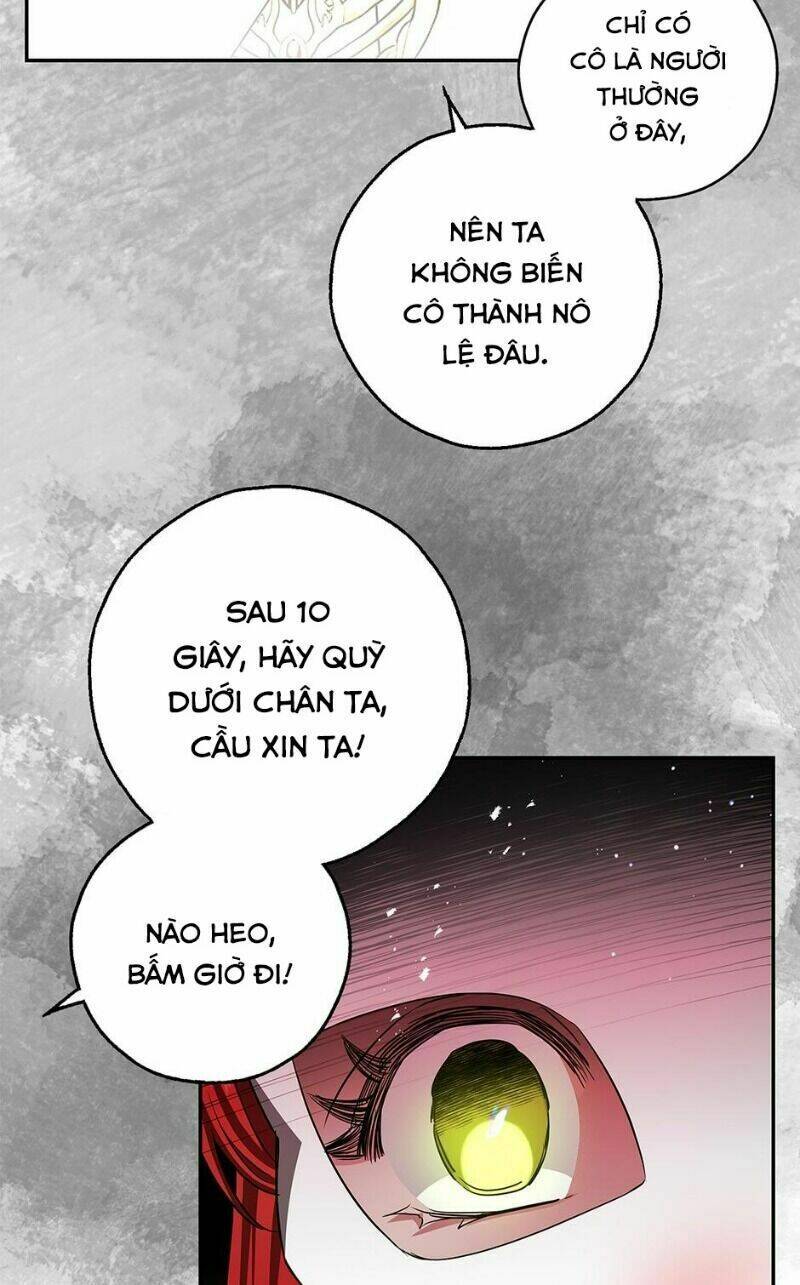 CHỈ CÓ
CÔ LÀ NGƯỜI
THƯỜNG
Ở ĐÂY,
NÊN TA
KHÔNG BIẾN
CÔ THÀNH NÔ
LỆ ĐÂU.
SAU 10
GIÂY, HÃY QUỲ
DƯỚI CHÂN TA,
CẦU XIN TA!
NÀO HEO,
BẤM GIỜ ĐI!